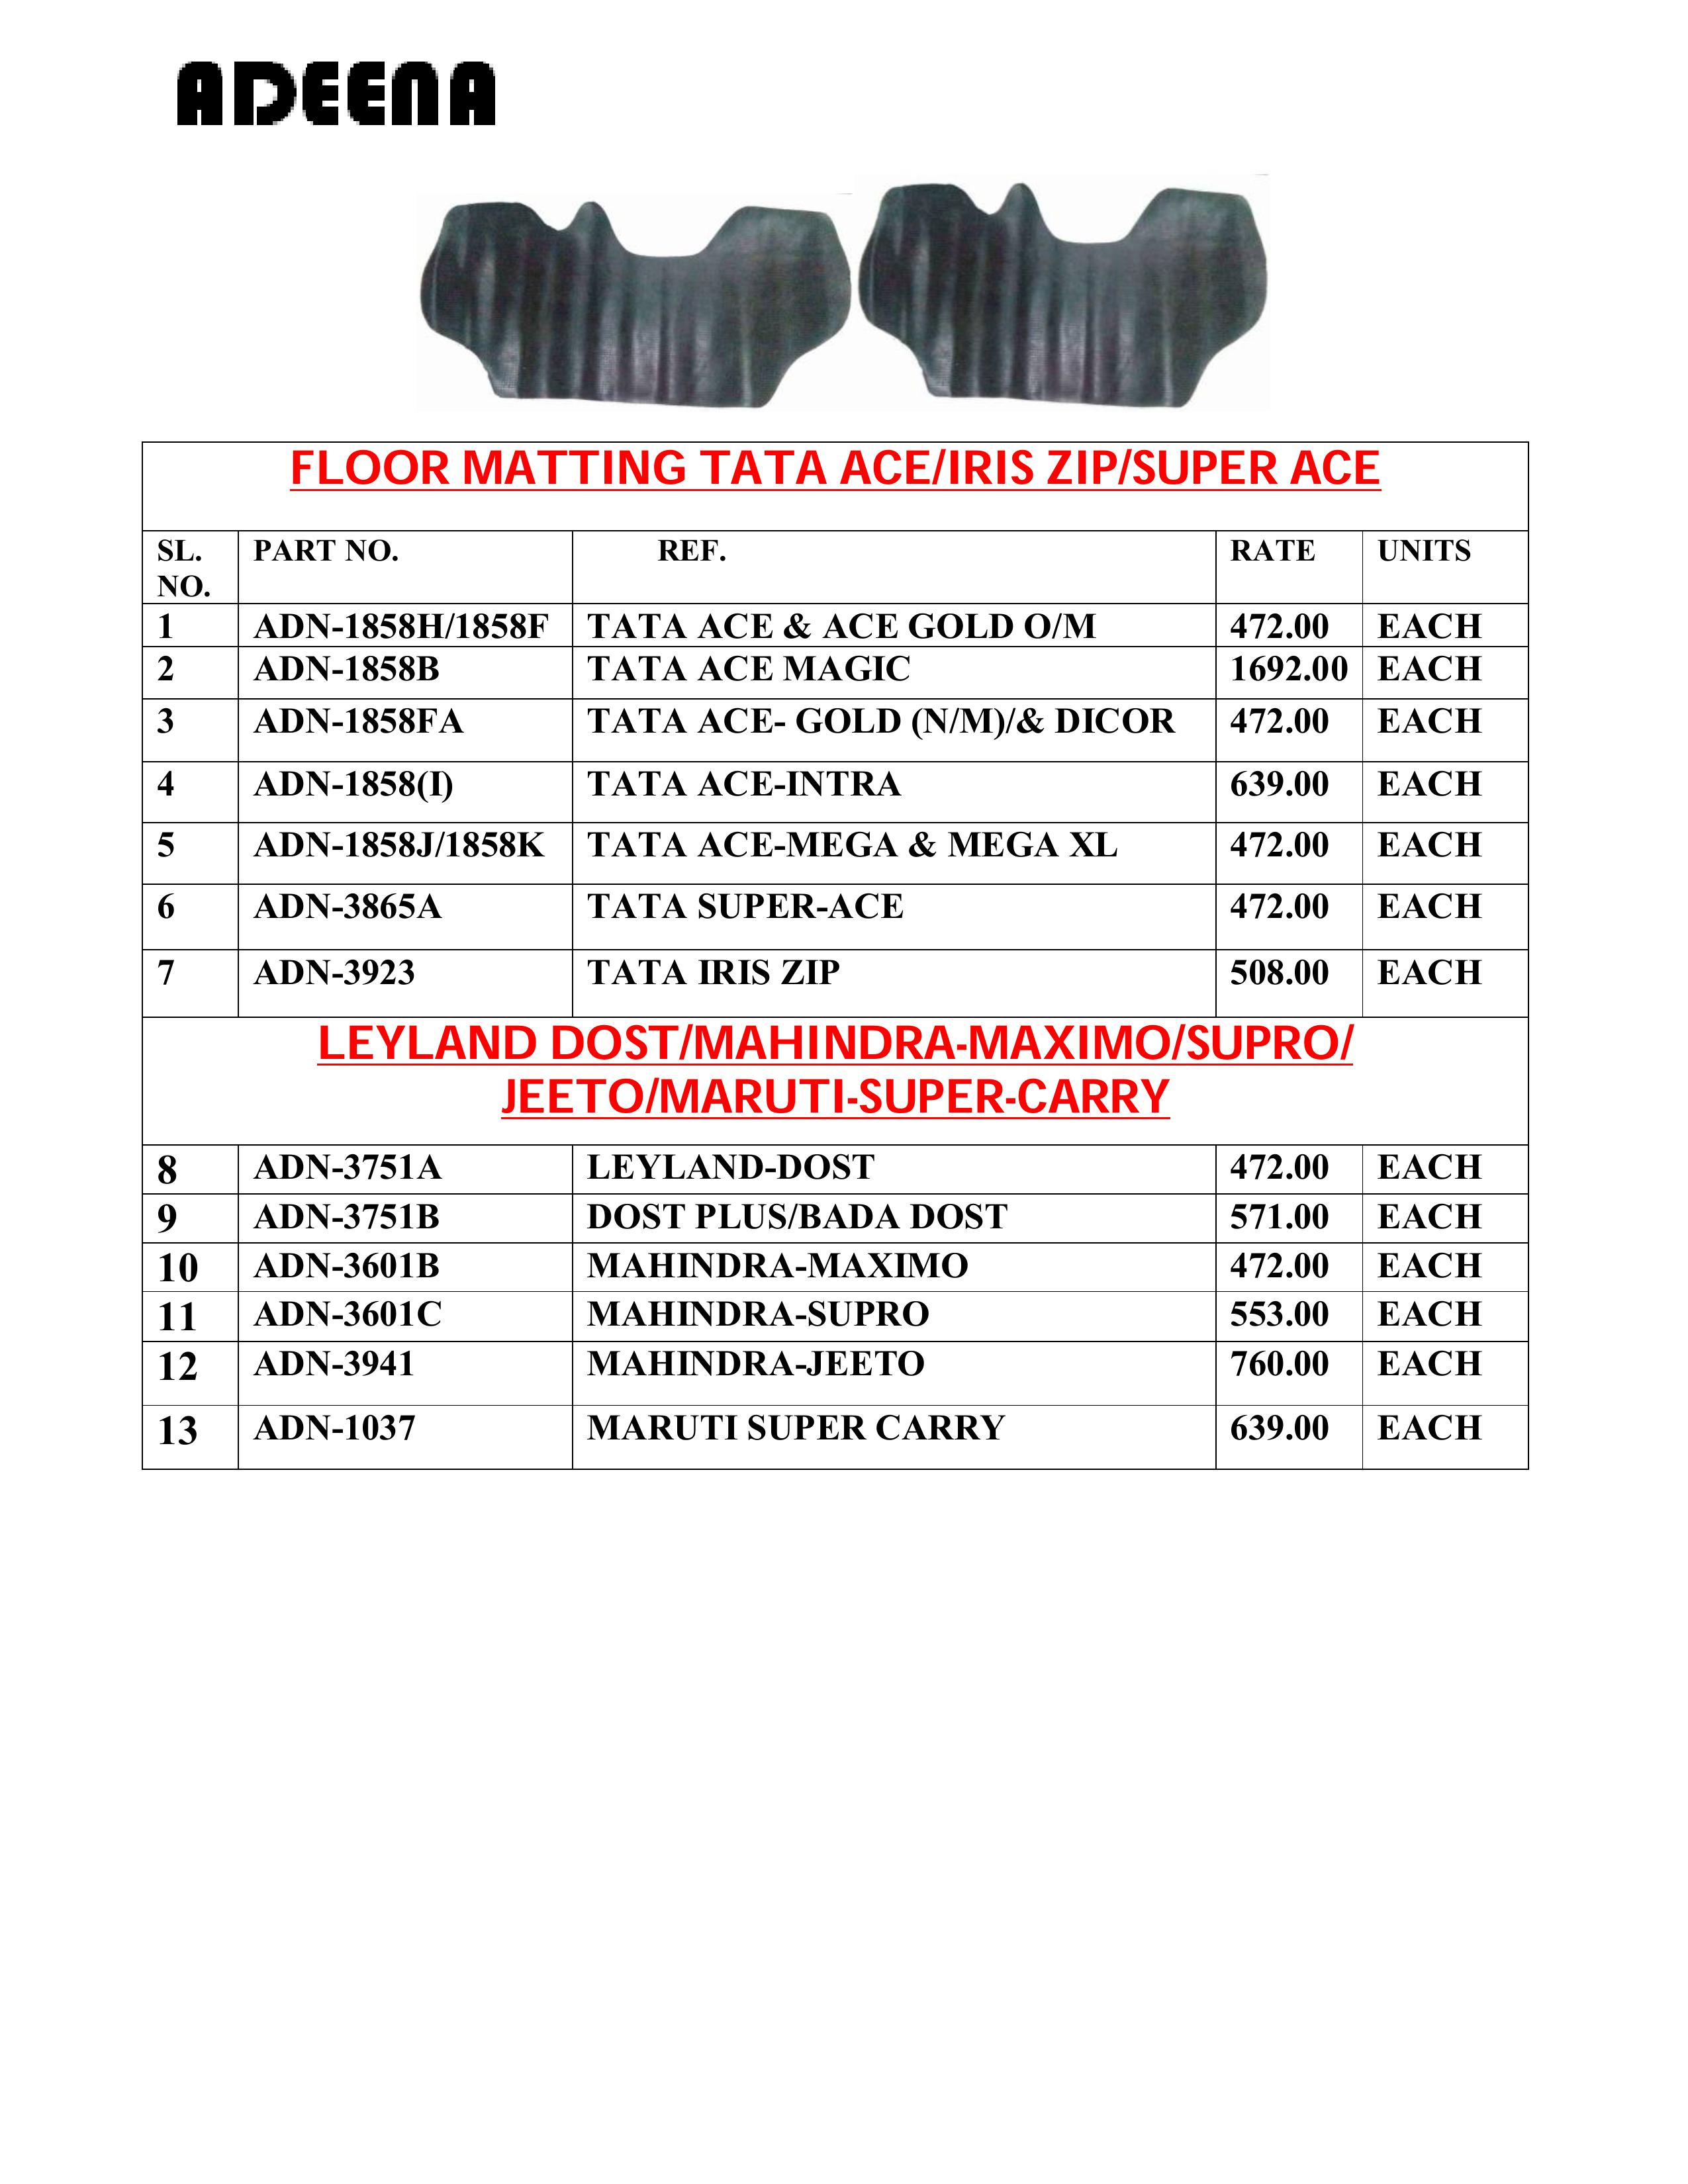 ADEENA
FLOOR MATTING TATA ACE/IRIS ZIP/SUPER ACE
SL. NO. PART NO. REF. RATE UNITS
1 ADN-1858H/1858F TATA ACE & ACE GOLD O/M 472.00 EACH
2 ADN-1858B TATA ACE MAGIC 1692.00 EACH
3 ADN-1858FA TATA ACE- GOLD (N/M)/& DICOR 472.00 EACH
4 ADN-1858(I) TATA ACE-INTRA 639.00 EACH
5 ADN-1858J/1858K TATA ACE-MEGA & MEGA XL 472.00 EACH
6 ADN-3865A TATA SUPER-ACE 472.00 EACH
7 ADN-3923 TATA IRIS ZIP 508.00 EACH
LEYLAND DOST/MAHINDRA-MAXIMO/SUPRO/
JEETO/MARUTI-SUPER-CARRY
8 ADN-3751A LEYLAND-DOST 472.00 EACH
9 ADN-3751B DOST PLUS/BADA DOST 571.00 EACH
10 ADN-3601B MAHINDRA-MAXIMO 472.00 EACH
11 ADN-3601C MAHINDRA-SUPRO 553.00 EACH
12 ADN-3941 MAHINDRA-JEETO 760.00 EACH
13 ADN-1037 MARUTI SUPER CARRY 639.00 EACH